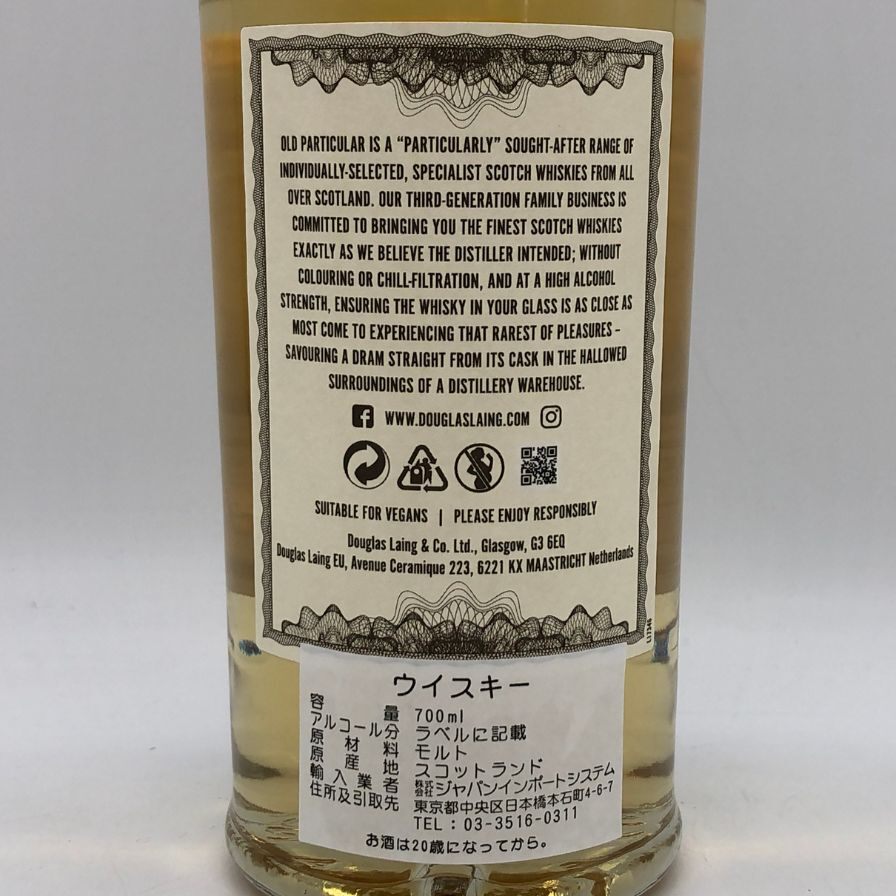 OLD PARTICULAR IS A “PARTICULARLY” SOUGHT-AFTER RANGE OF
INDIVIDUALLY-SELECTED, SPECIALIST SCOTCH WHISKIES FROM ALL
OVER SCOTLAND. OUR THIRD-GENERATION FAMILY BUSINESS IS
COMMITTED TO BRINGING YOU THE FINEST SCOTCH WHISKIES
EXACTLY AS WE BELIEVE THE DISTILLER INTENDED; WITHOUT
COLOURING OR CHILL-FILTRATION, AND AT A HIGH ALCOHOL
STRENGTH, ENSURING THE WHISKY IN YOUR GLASS IS AS CLOSE AS
MOST COME TO EXPERIENCING THAT RAREST OF PLEASURES –
SAVOURING A DRAM STRAIGHT FROM ITS CASK IN THE HALLOWED
SURROUNDINGS OF A DISTILLERY WAREHOUSE.
WWW.DOUGLASLAING.COM
SUITABLE FOR VEGANS | PLEASE ENJOY RESPONSIBLY
Douglas Laing & Co. Ltd., Glasgow, G3 6EQ
Douglas Laing EU, Avenue Ceramique 223, 6221 KX MAASTRICHT Netherlands
L17346
ウイスキー
容量 700ml
アルコール分 ラベルに記載
原材料 モルト
原産地 スコットランド
輸入業者 株式会社ジャパンインポートシステム
住所及引取先 東京都中央区日本橋本石町4-6-7
TEL：03-3516-0311
お酒は20歳になってから。